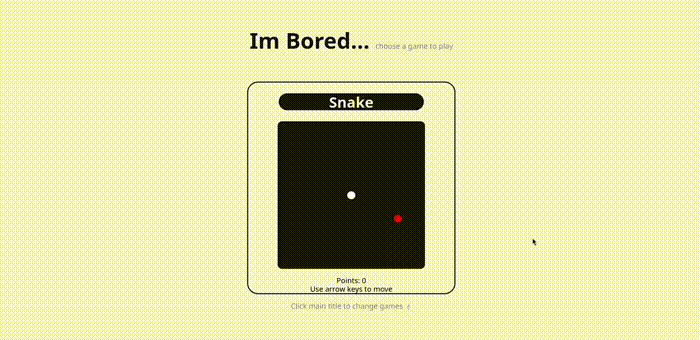 Im Bored... choose a game to play
Snake
Points: 0
Use arrow keys to move
Click main title to change games